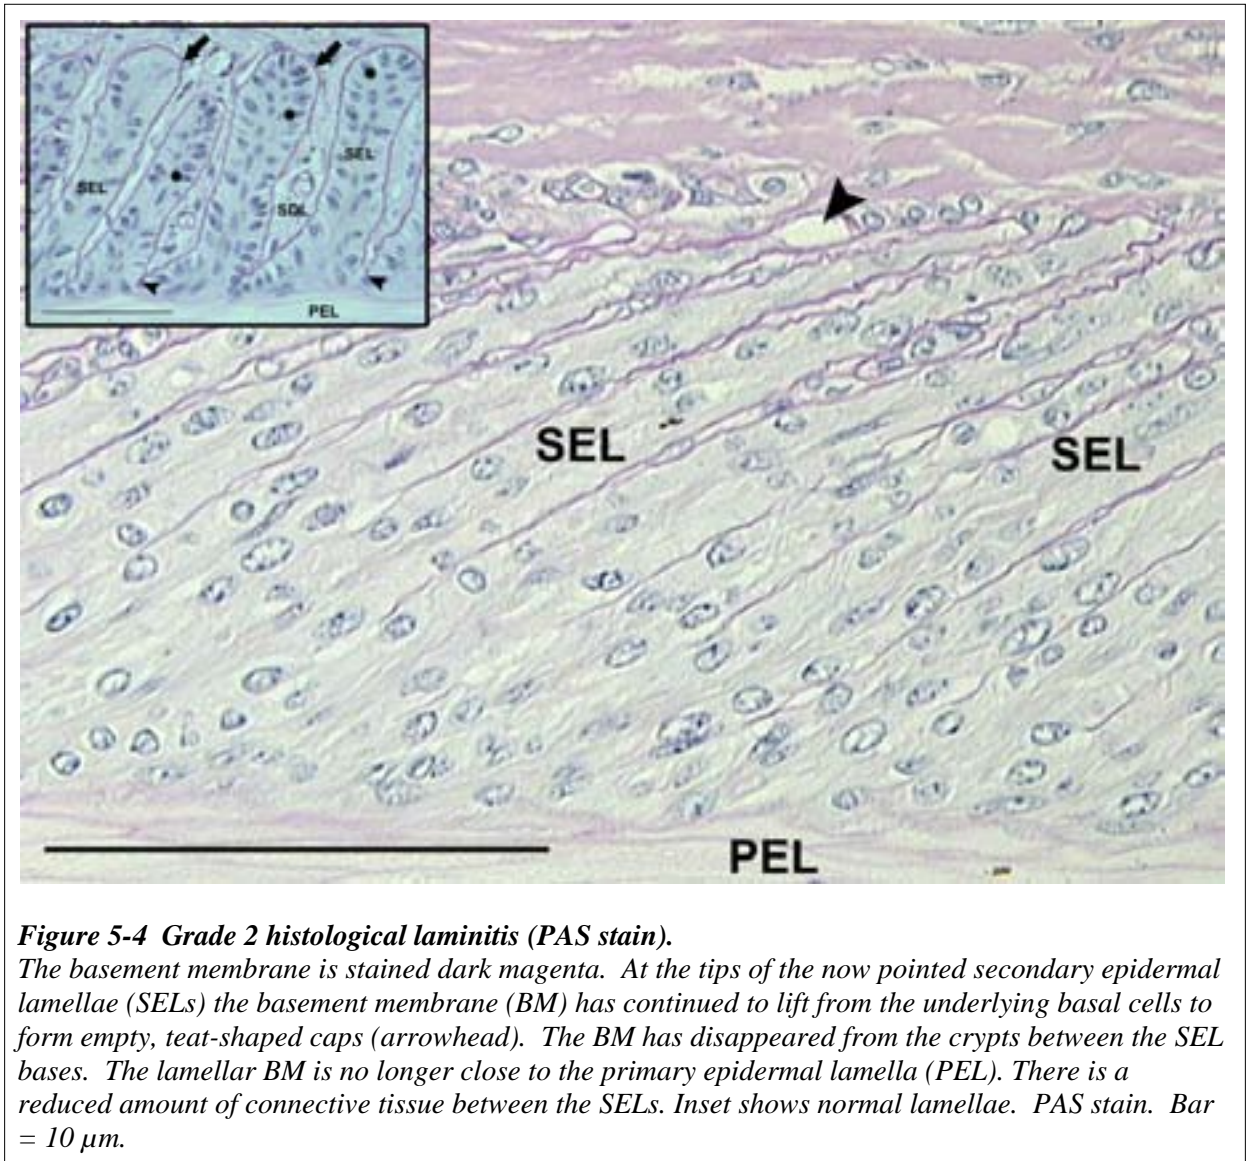 SEL
SEL
SDL
PEL
SEL
SEL
PEL
Figure 5-4 Grade 2 histological laminitis (PAS stain).
The basement membrane is stained dark magenta. At the tips of the now pointed secondary epidermal
lamellae (SELs) the basement membrane (BM) has continued to lift from the underlying basal cells to
form empty, teat-shaped caps (arrowhead). The BM has disappeared from the crypts between the SEL
bases. The lamellar BM is no longer close to the primary epidermal lamella (PEL). There is a
reduced amount of connective tissue between the SELs. Inset shows normal lamellae. PAS stain. Bar
= 10 µm.